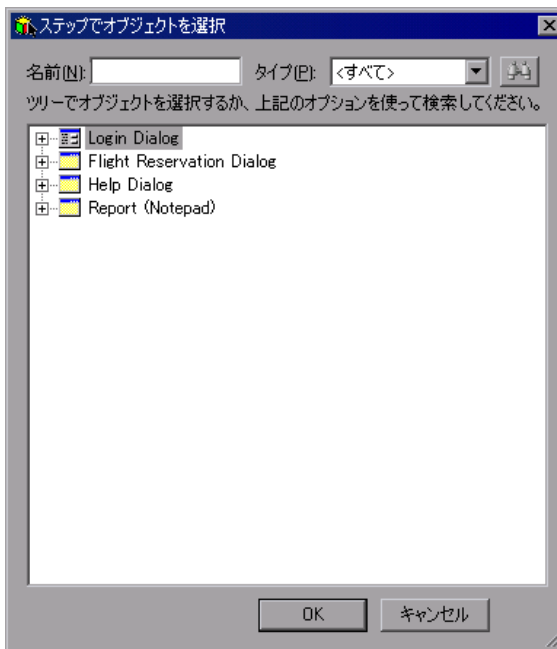 ステップでオブジェクトを選択
名前(N): タイプ(P): <すべて>
ツリーでオブジェクトを選択するか、上記のオプションを使って検索してください。
Login Dialog
Flight Reservation Dialog
Help Dialog
Report (Notepad)
OK キャンセル